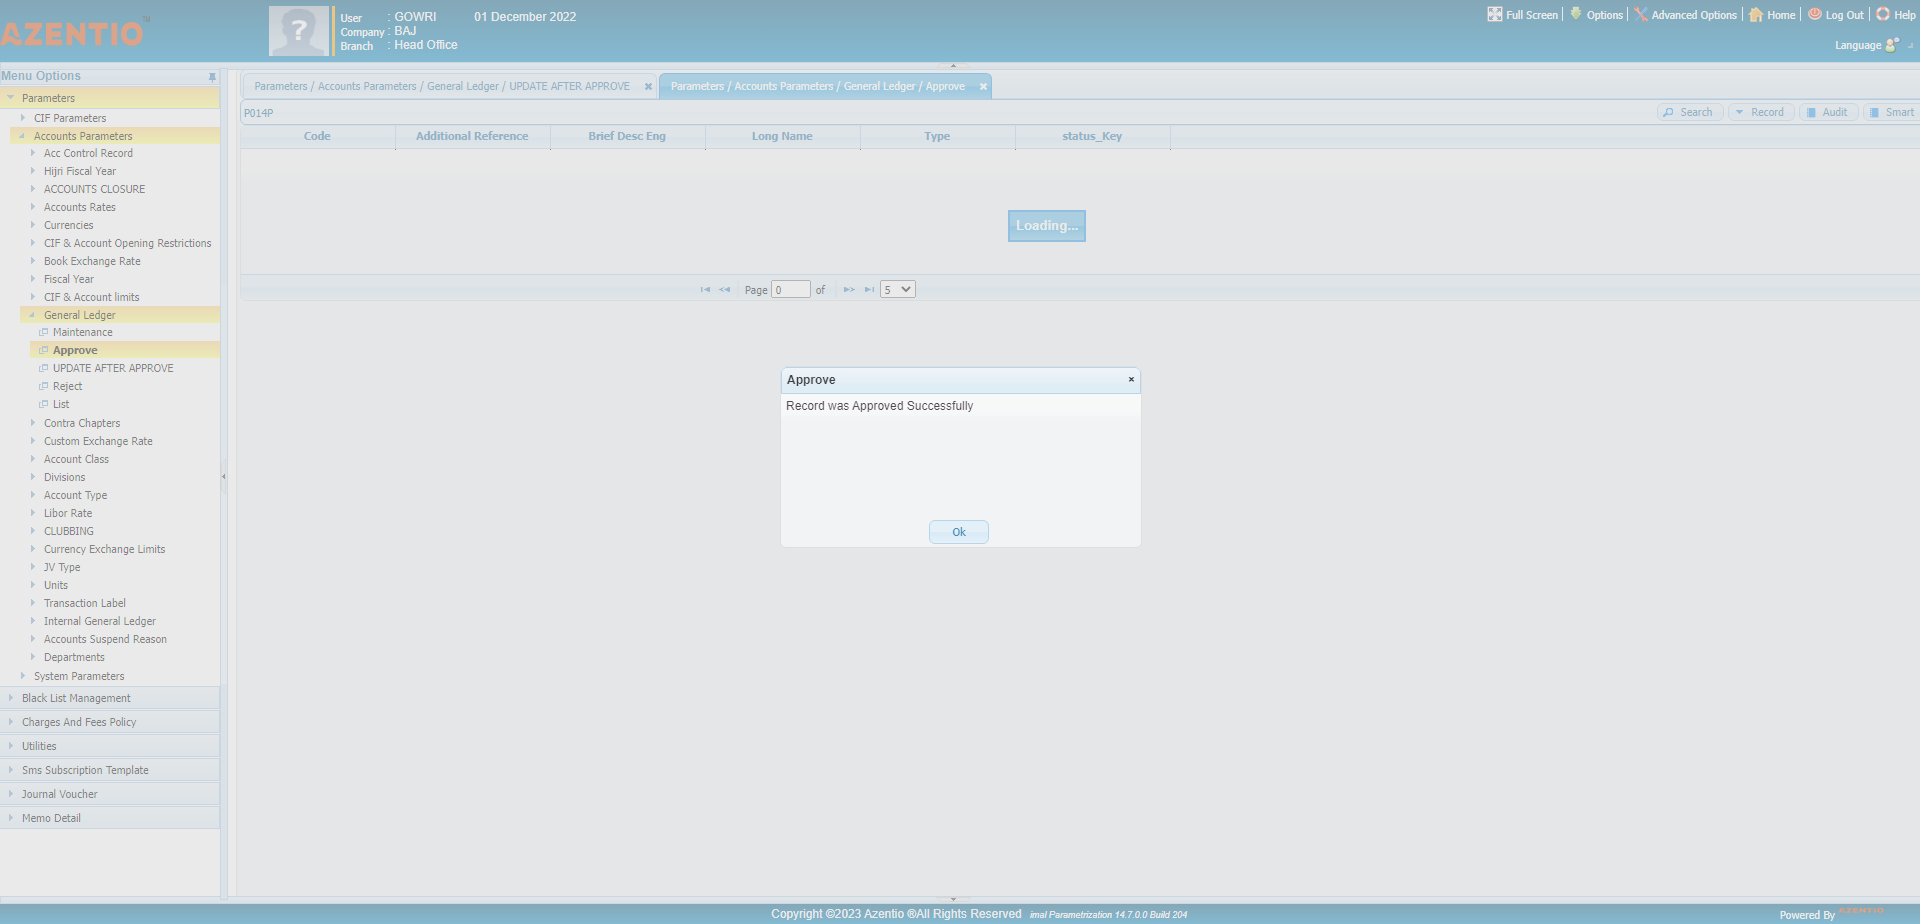 AZENTIO™
User : GOWRI 01 December 2022
Company : BAJ
Branch : Head Office
Full Screen Options Advanced Options Home Log Out Help
Language
Menu Options
Parameters
CIF Parameters
Accounts Parameters
Acc Control Record
Hijri Fiscal Year
ACCOUNTS CLOSURE
Accounts Rates
Currencies
CIF & Account Opening Restrictions
Book Exchange Rate
Fiscal Year
CIF & Account limits
General Ledger
Maintenance
Approve
UPDATE AFTER APPROVE
Reject
List
Contra Chapters
Custom Exchange Rate
Account Class
Divisions
Account Type
Libor Rate
CLUBBING
Currency Exchange Limits
JV Type
Units
Transaction Label
Internal General Ledger
Accounts Suspend Reason
Departments
System Parameters
Black List Management
Charges And Fees Policy
Utilities
Sms Subscription Template
Journal Voucher
Memo Detail
Parameters / Accounts Parameters / General Ledger / UPDATE AFTER APPROVE
Parameters / Accounts Parameters / General Ledger / Approve
P014P
Search Record Audit Smart
Code Additional Reference Brief Desc Eng Long Name Type status_Key
Loading...
Page 0 of 5
Approve
Record was Approved Successfully
Ok
Copyright ©2023 Azentio ®All Rights Reserved imal Parametrization 14.7.0.0 Build 204
Powered By AZENTIO